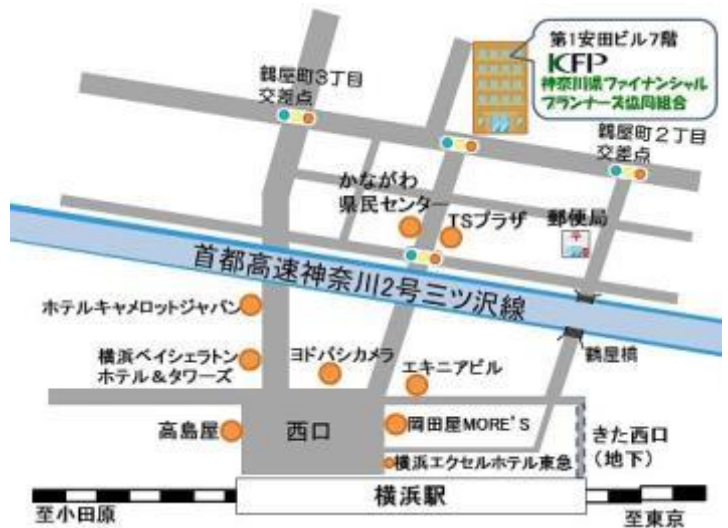 第1安田ビル7階
KFP
神奈川県ファイナンシャル
プランナーズ協同組合
鶴屋町3丁目
交差点
鶴屋町2丁目
交差点
かながわ
県民センター
TSプラザ
郵便局
首都高速神奈川2号三ツ沢線
ホテルキャメロットジャパン
横浜ベイシェラトン
ホテル&タワーズ
ヨドバシカメラ
エキニアビル
鶴屋橋
高島屋
西口
岡田屋MORE'S
きた西口
(地下)
横浜エクセルホテル東急
横浜駅
至小田原
至東京